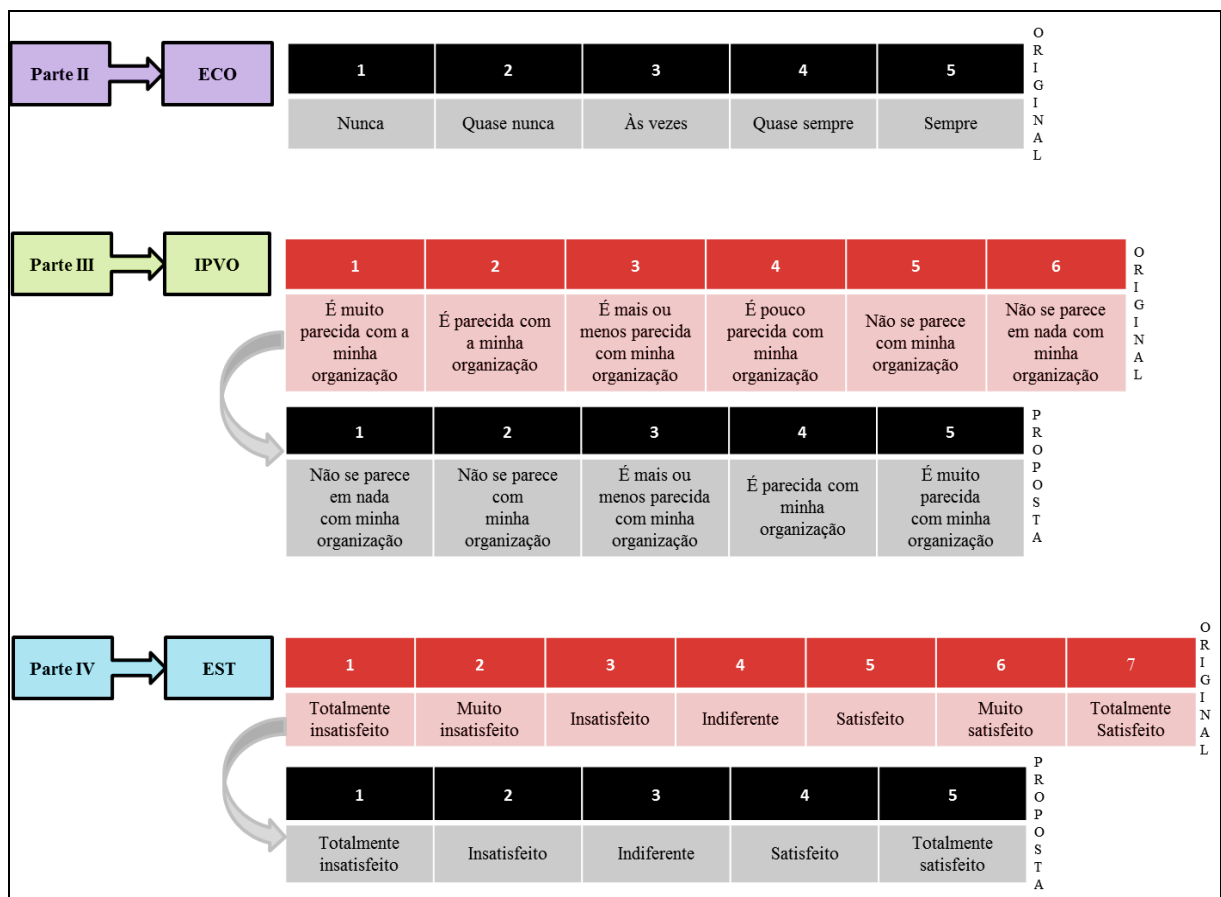 Parte II
ECO
1 2 3 4 5
Nunca Quase nunca Às vezes Quase sempre Sempre
ORIGINAL
Parte III
IPVO
1 2 3 4 5 6
É muito
parecida com a
minha
organização
É parecida com
a minha
organização
É mais ou
menos parecida
com minha
organização
É pouco
parecida com
minha
organização
Não se parece
com minha
organização
Não se parece
em nada com
minha
organização
ORIGINAL
1 2 3 4 5
Não se parece
em nada
com minha
organização
Não se parece
com
minha
organização
É mais ou
menos parecida
com minha
organização
É parecida com
minha
organização
É muito
parecida
com minha
organização
PROPOSTA
Parte IV
EST
1 2 3 4 5 6 7
Totalmente
insatisfeito
Muito
insatisfeito
Insatisfeito
Indiferente
Satisfeito
Muito
satisfeito
Totalmente
Satisfeito
ORIGINAL
1 2 3 4 5
Totalmente
insatisfeito
Insatisfeito
Indiferente
Satisfeito
Totalmente
satisfeito
PROPOSTA